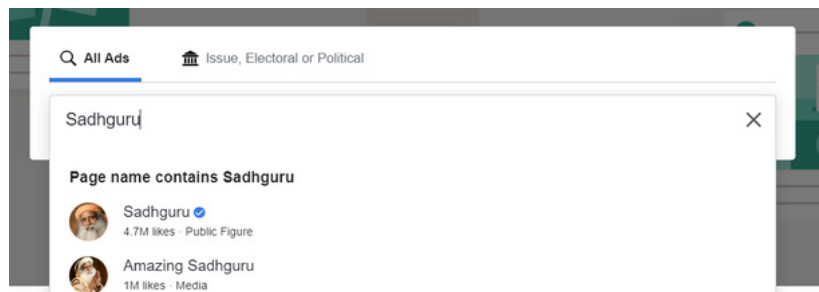 All Ads
Issue, Electoral or Political
Sadhguru
Page name contains Sadhguru
Sadhguru
4.7M likes · Public Figure
Amazing Sadhguru
1M likes · Media